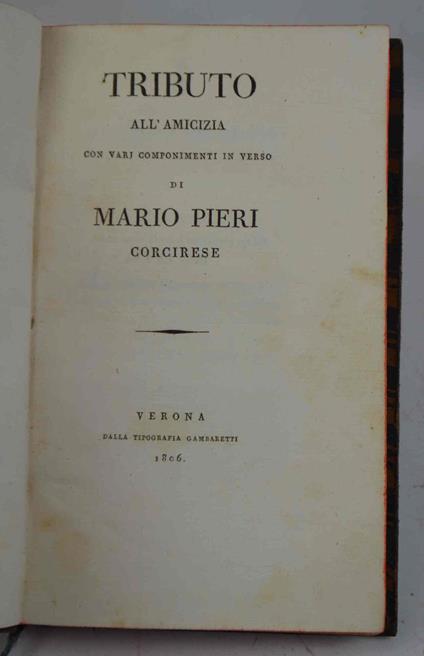 TRIBUTO
ALL' AMICIZIA
CON VARJ COMPONIMENTI IN VERSO
DI
MARIO PIERI
CORCIRESE
VERONA
DALLA TIPOGRAFIA GAMBARETTI
1806.